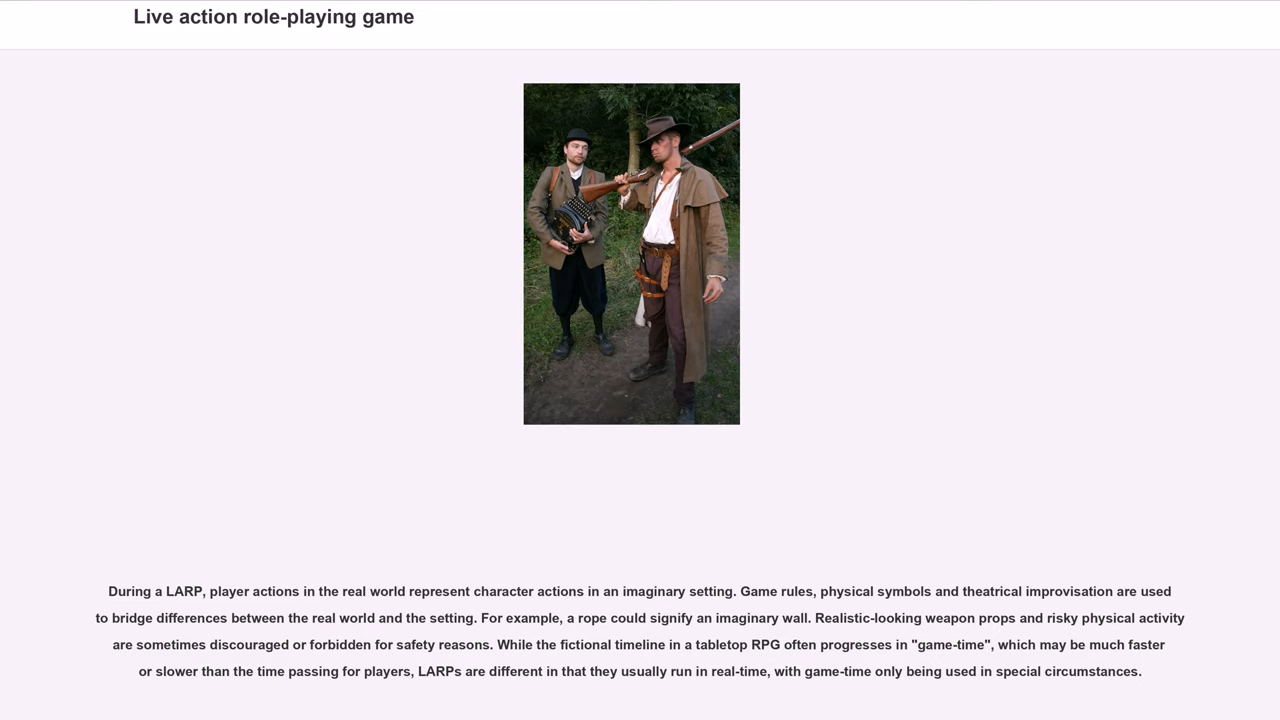 Live action role-playing game
During a LARP, player actions in the real world represent character actions in an imaginary setting. Game rules, physical symbols and theatrical improvisation are used
to bridge differences between the real world and the setting. For example, a rope could signify an imaginary wall. Realistic-looking weapon props and risky physical activity
are sometimes discouraged or forbidden for safety reasons. While the fictional timeline in a tabletop RPG often progresses in "game-time", which may be much faster
or slower than the time passing for players, LARPs are different in that they usually run in real-time, with game-time only being used in special circumstances.